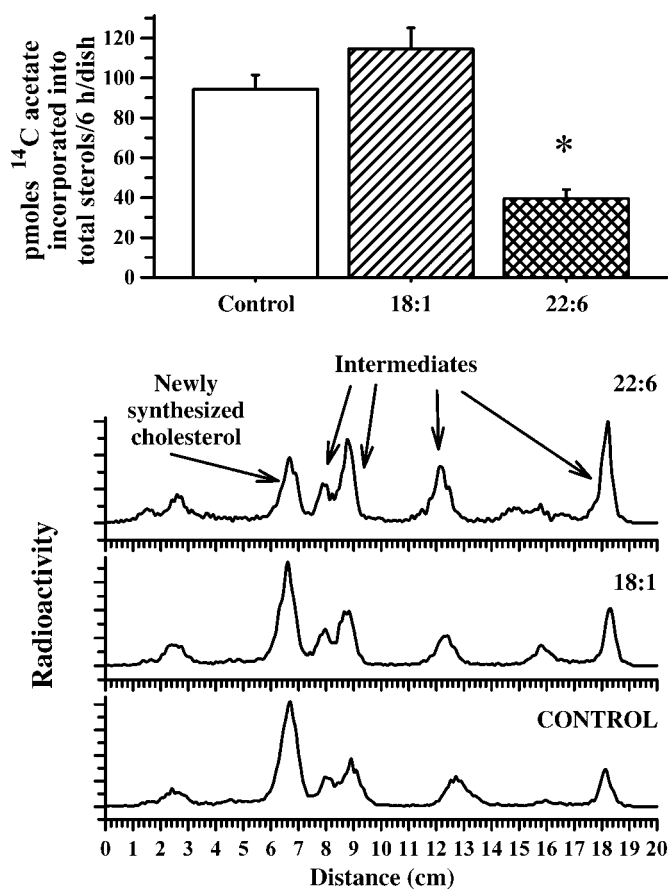 pmoles ¹⁴C acetate
incorporated into
total sterols/6 h/dish
120
100
80
60
40
20
0
*
Control 18:1 22:6
Newly
synthesized
cholesterol
Intermediates
22:6
18:1
CONTROL
Radioactivity
0 1 2 3 4 5 6 7 8 9 10 11 12 13 14 15 16 17 18 19 20
Distance (cm)